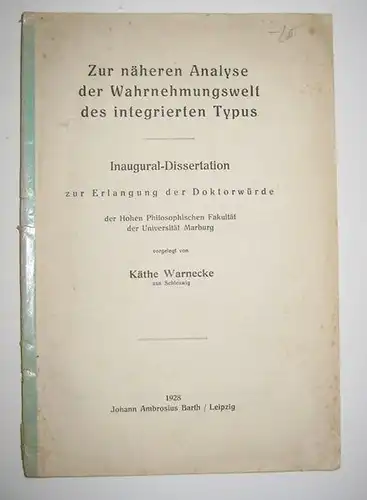 Zur näheren Analyse
der Wahrnehmungswelt
des integrierten Typus
Inaugural-Dissertation
zur Erlangung der Doktorwürde
der Hohen Philosophischen Fakultät
der Universität Marburg
vorgelegt von
Käthe Warnecke
aus Schleswig
1928
Johann Ambrosius Barth / Leipzig